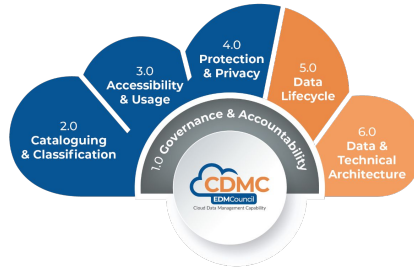 2.0
Cataloguing
& Classification
3.0
Accessibility
& Usage
4.0
Protection
& Privacy
5.0
Data
Lifecycle
6.0
Data &
Technical
Architecture
1.0 Governance & Accountability
CDMC
EDMCouncil
Cloud Data Management Capability